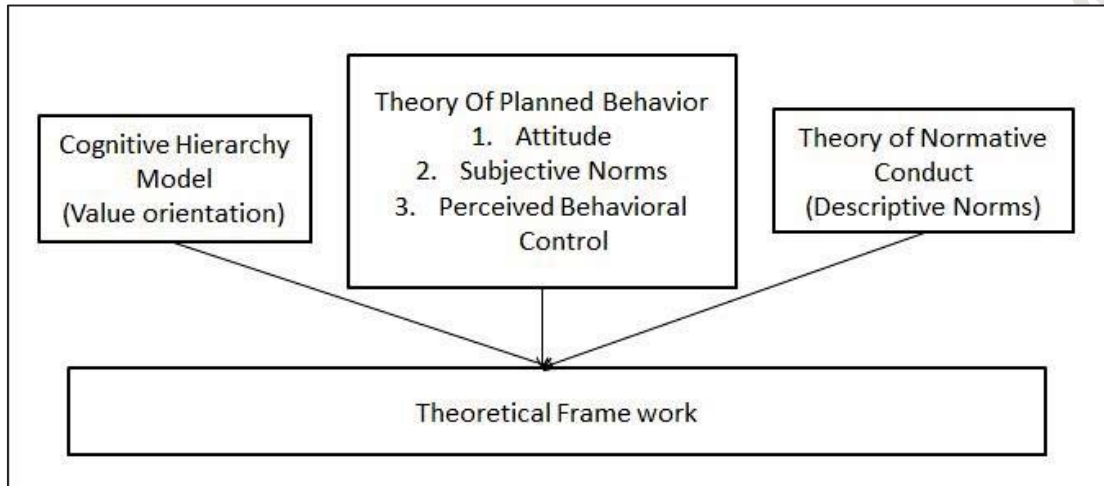 Cognitive Hierarchy
Model
(Value orientation)
Theory Of Planned Behavior
1. Attitude
2. Subjective Norms
3. Perceived Behavioral
Control
Theory of Normative
Conduct
(Descriptive Norms)
Theoretical Frame work